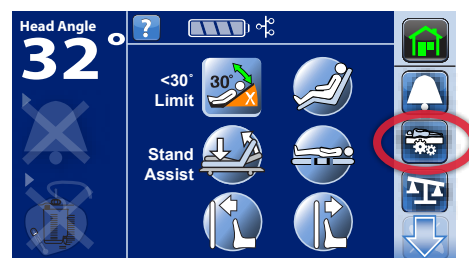 Head Angle
32°
?
<30°
Limit
30°
X
Stand
Assist